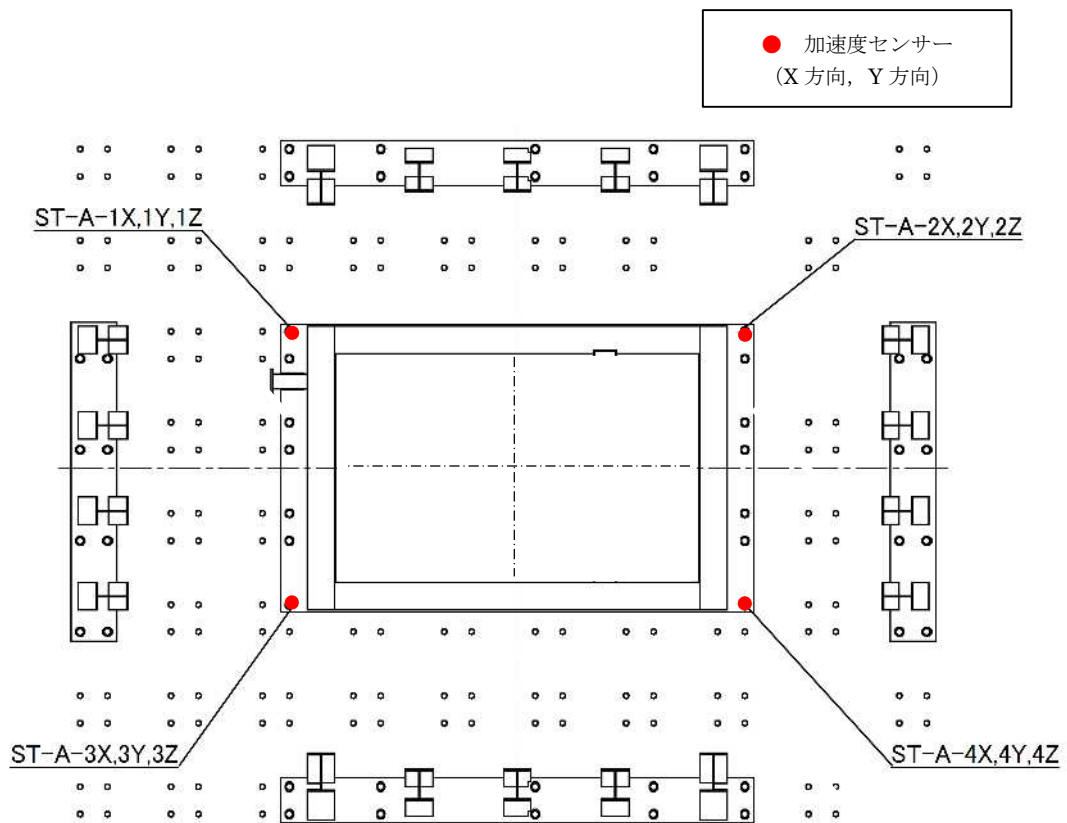 加速度センサー
(X 方向, Y 方向)
ST-A-1X,1Y,1Z
ST-A-2X,2Y,2Z
ST-A-3X,3Y,3Z
ST-A-4X,4Y,4Z